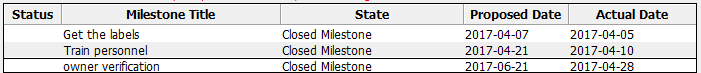 Status Milestone Title State Proposed Date Actual Date
Get the labels Closed Milestone 2017-04-07 2017-04-05
Train personnel Closed Milestone 2017-04-21 2017-04-10
owner verification Closed Milestone 2017-06-21 2017-04-28